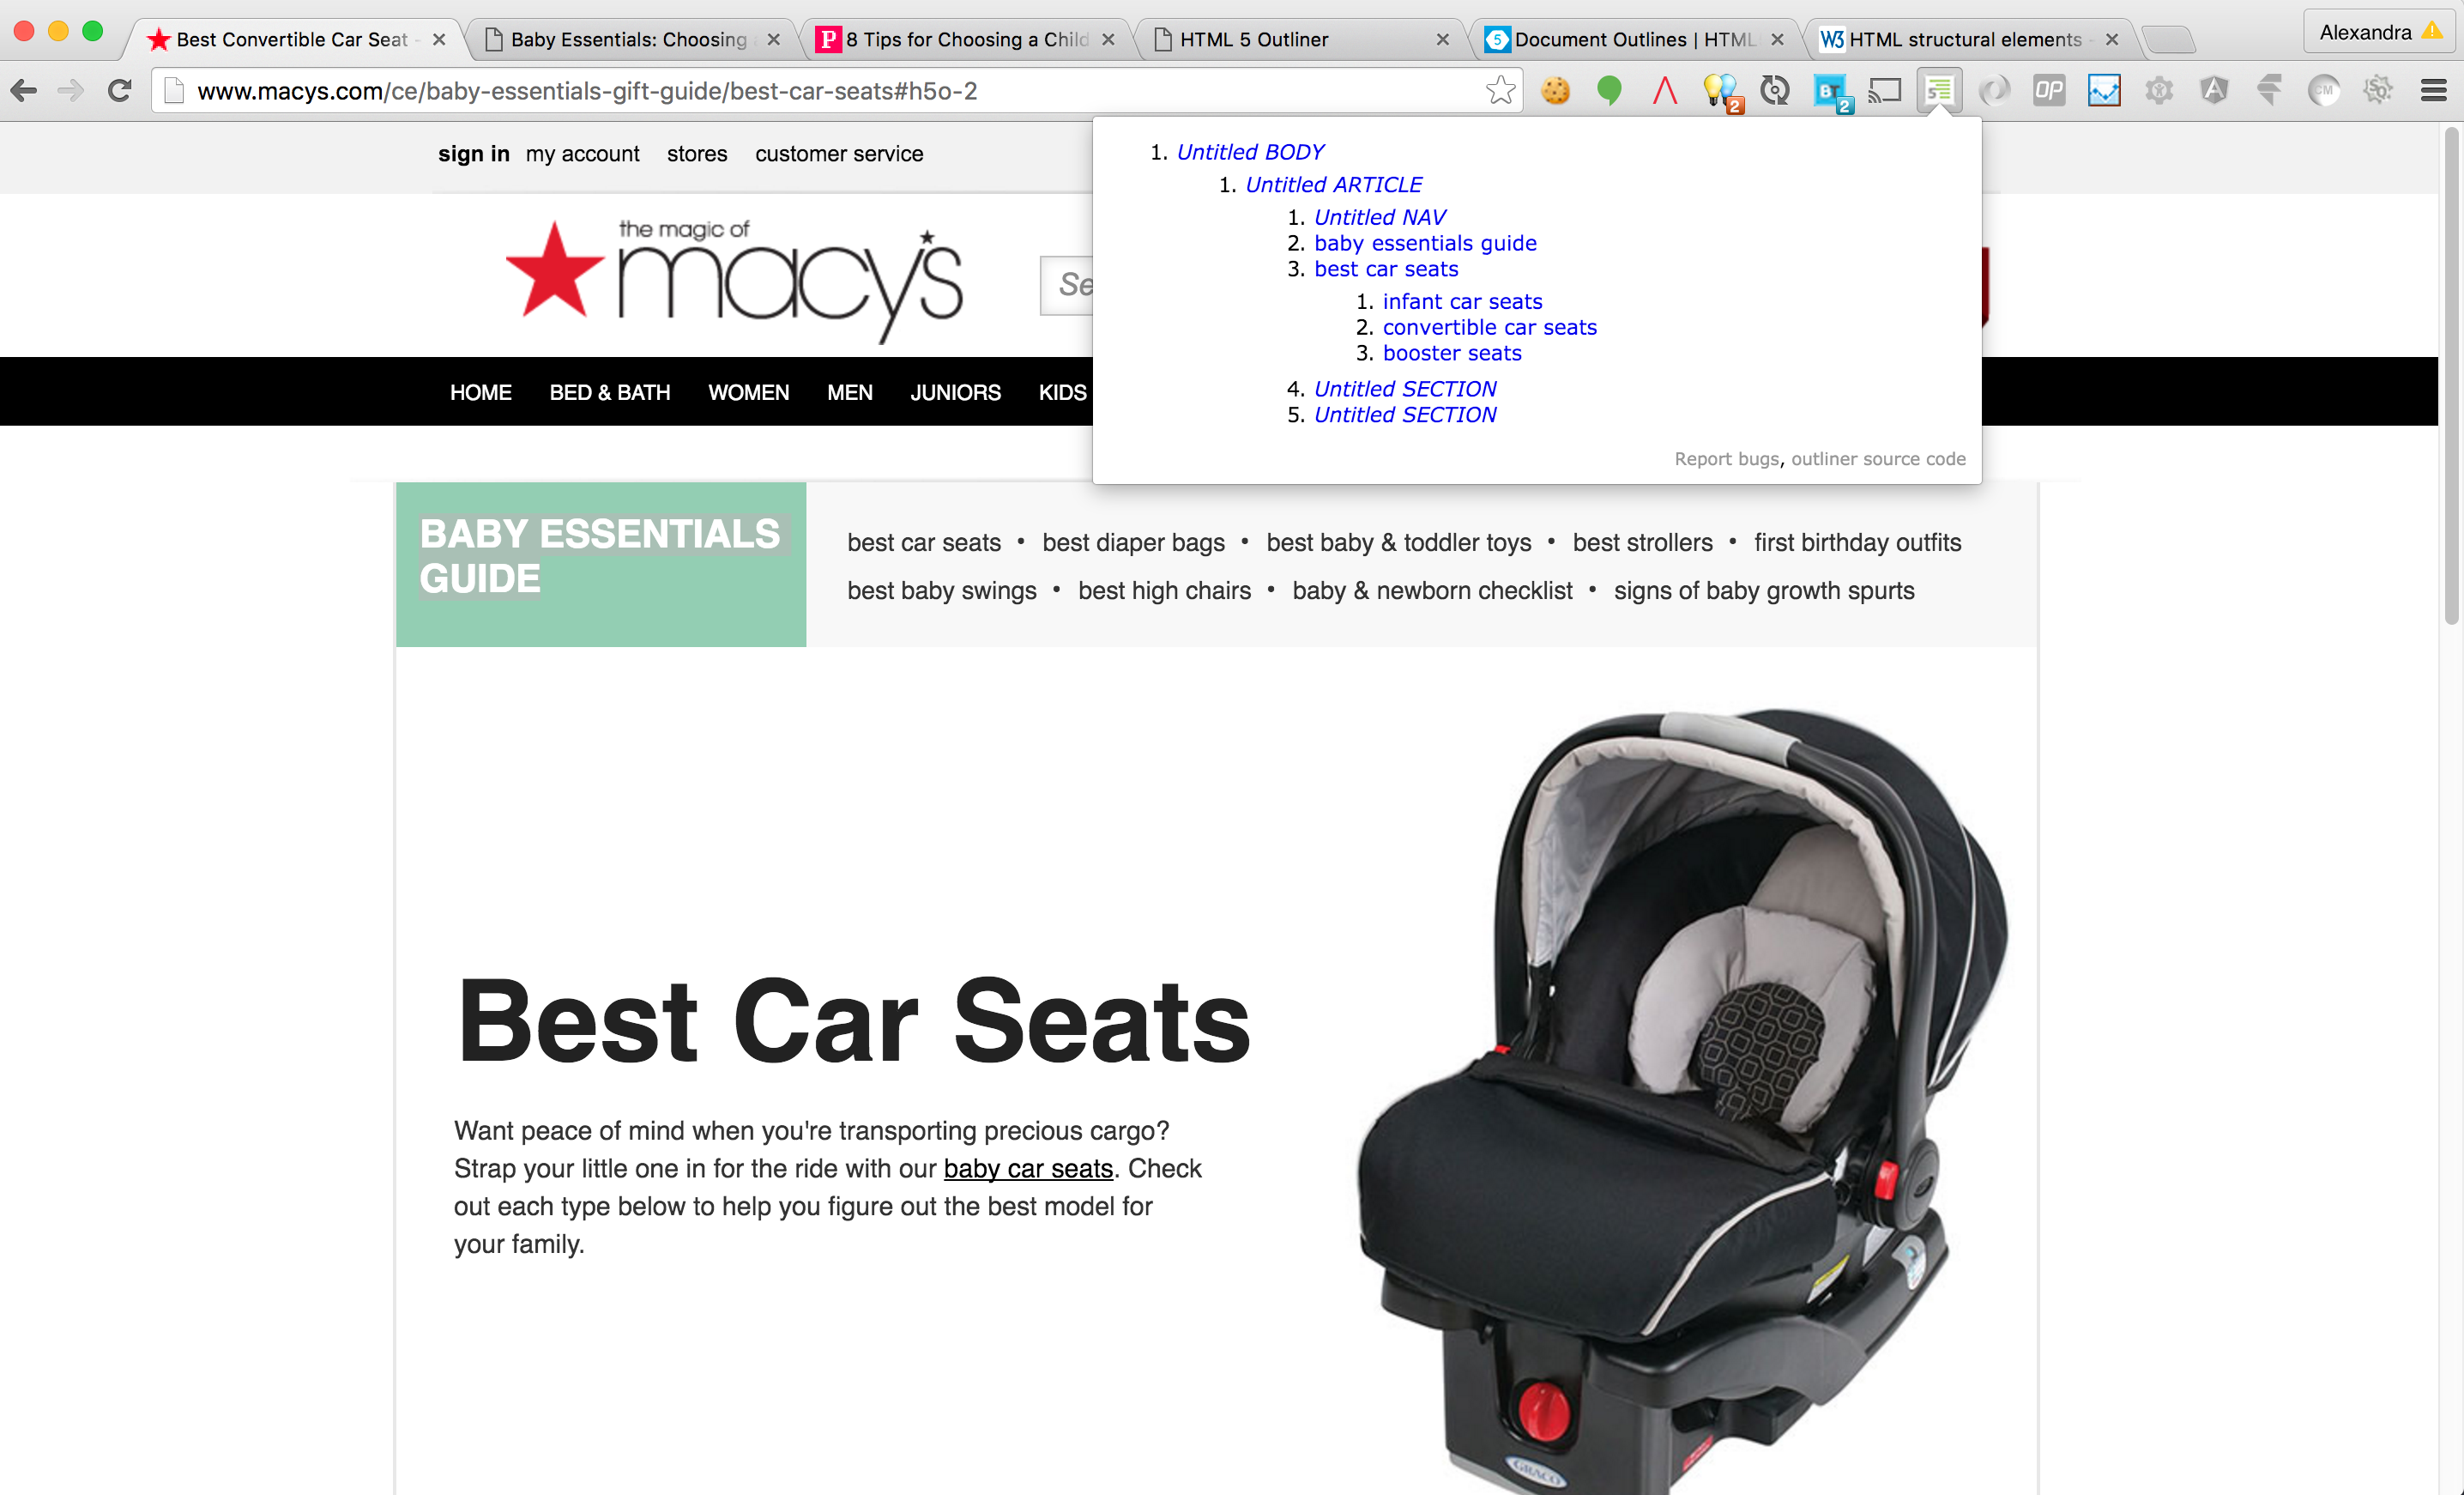 Best Convertible Car Seat -
Baby Essentials: Choosing
8 Tips for Choosing a Child
HTML 5 Outliner
Document Outlines | HTML
HTML structural elements -
Alexandra
www.macys.com/ce/baby-essentials-gift-guide/best-car-seats#h5o-2
sign in my account stores customer service
1. Untitled BODY
1. Untitled ARTICLE
1. Untitled NAV
2. baby essentials guide
3. best car seats
1. infant car seats
2. convertible car seats
3. booster seats
4. Untitled SECTION
5. Untitled SECTION
Report bugs, outliner source code
the magic of
macy's
Se
HOME BED & BATH WOMEN MEN JUNIORS KIDS
BABY ESSENTIALS
GUIDE
best car seats • best diaper bags • best baby & toddler toys • best strollers • first birthday outfits
best baby swings • best high chairs • baby & newborn checklist • signs of baby growth spurts
Best Car Seats
Want peace of mind when you're transporting precious cargo?
Strap your little one in for the ride with our baby car seats. Check
out each type below to help you figure out the best model for
your family.
GRACO